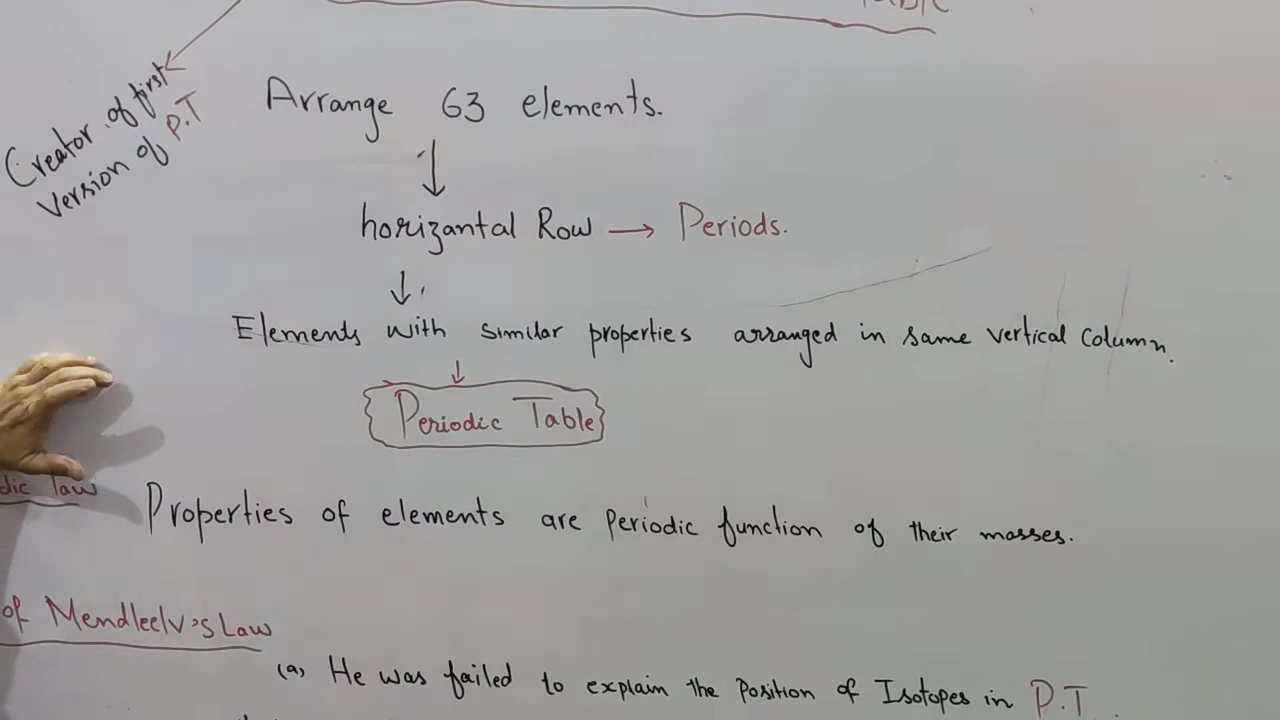 Creator of first
version of P.T
Arrange 63 elements.
horizantal Row → Periods.
Elements with similar properties arranged in same vertical column.
Periodic Table
dic law
Properties of elements are Periodic function of their masses.
of Mendleelv's Law
(a) He was failed to explain the Position of Isotopes in P.T